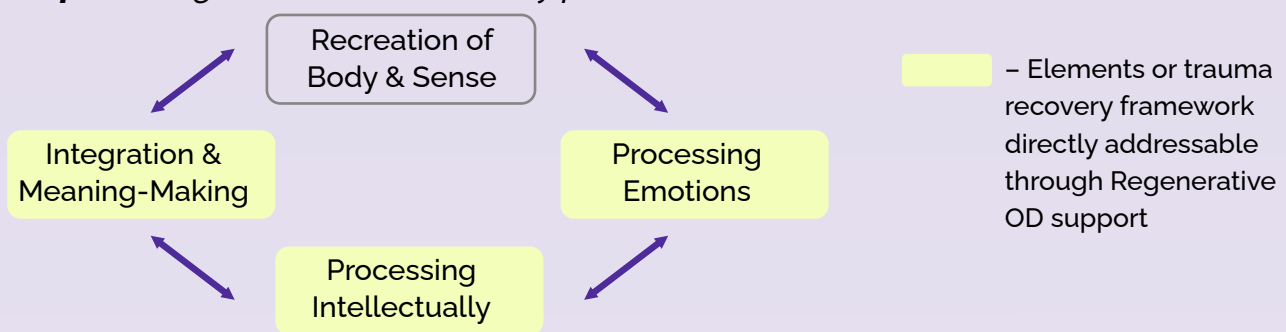 Recreation of
Body & Sense
Integration &
Meaning-Making
Processing
Emotions
Processing
Intellectually
– Elements or trauma
recovery framework
directly addressable
through Regenerative
OD support